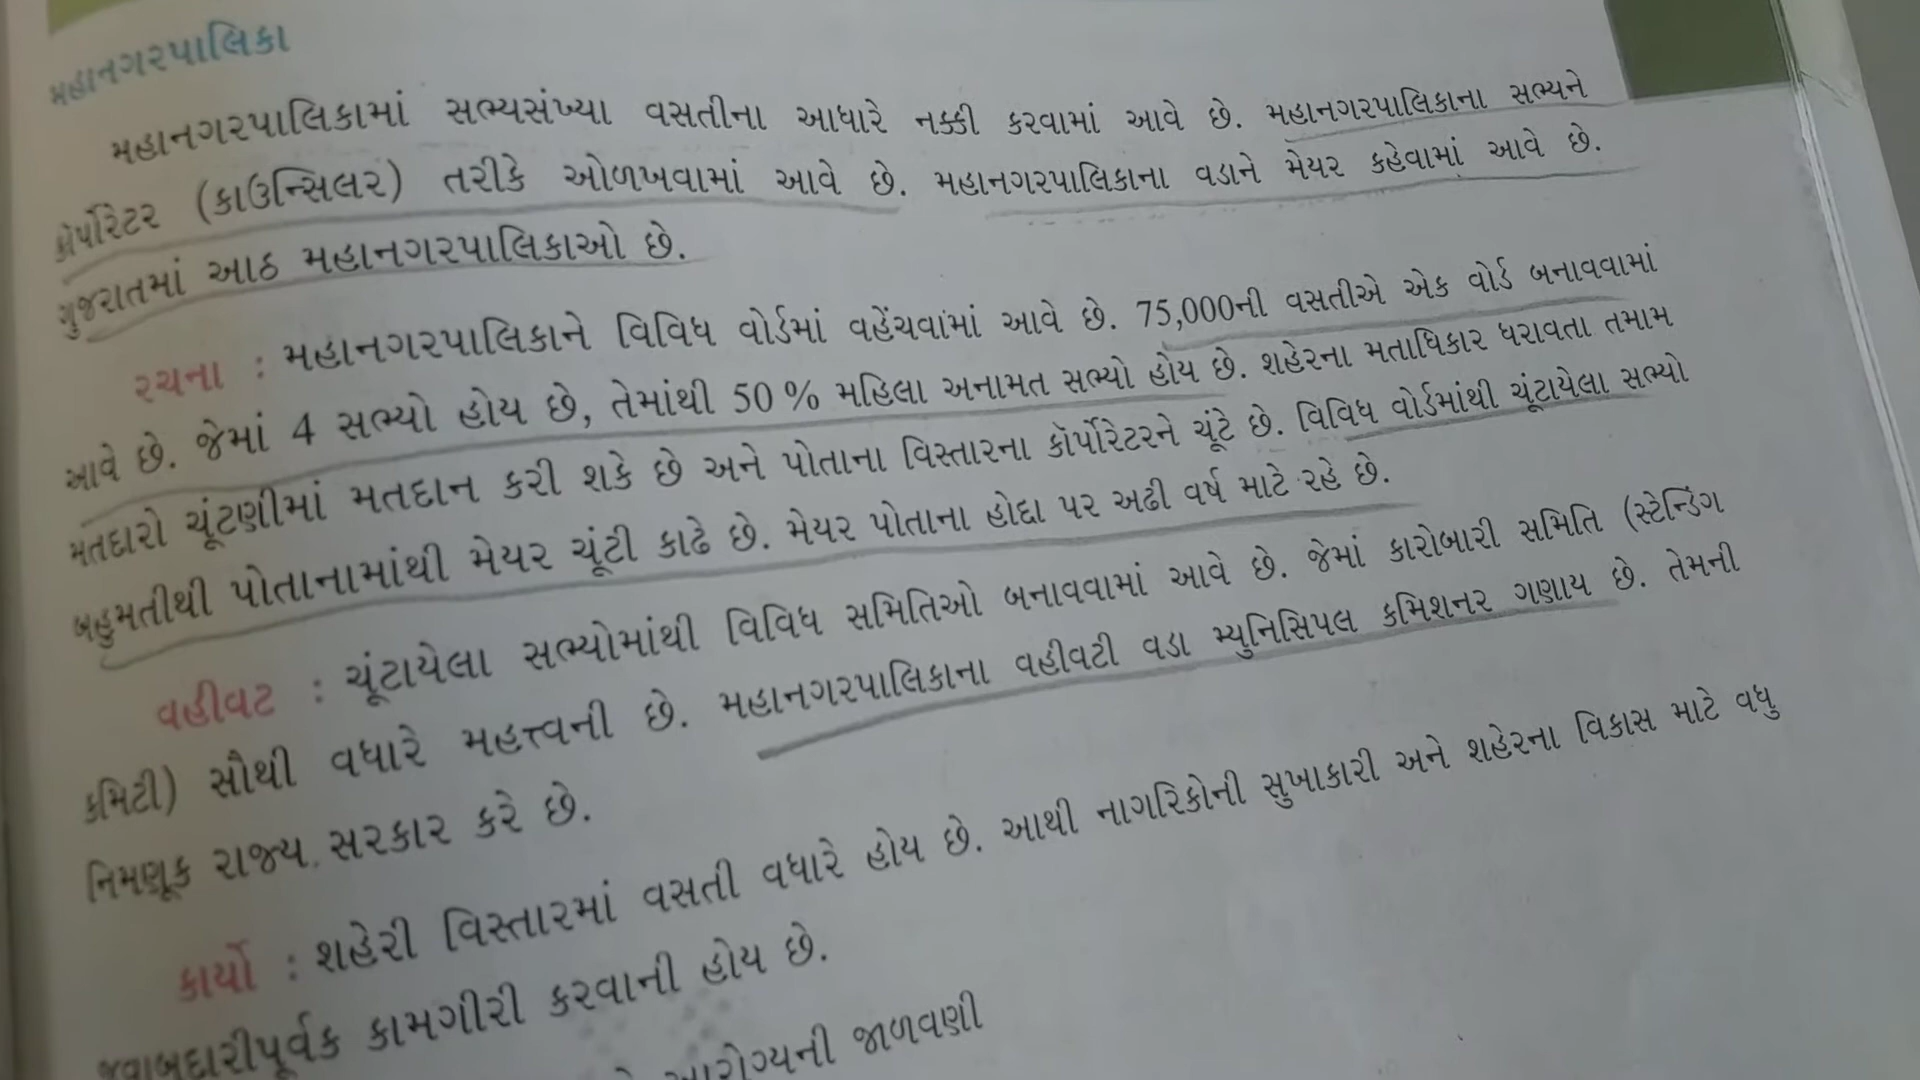 મહાનગરપાલિકા
મહાનગરપાલિકામાં સભ્યસંખ્યા વસતીના આધારે નક્કી કરવામાં આવે છે. મહાનગરપાલિકાના સભ્યને
કૉર્પોરેટર (કાઉન્સિલર) તરીકે ઓળખવામાં આવે છે. મહાનગરપાલિકાના વડાને મેયર કહેવામાં આવે છે.
ગુજરાતમાં આઠ મહાનગરપાલિકાઓ છે.
રચના : મહાનગરપાલિકાને વિવિધ વોર્ડમાં વહેંચવામાં આવે છે. 75,000ની વસતીએ એક વોર્ડ બનાવવામાં
આવે છે. જેમાં 4 સભ્યો હોય છે, તેમાંથી 50 % મહિલા અનામત સભ્યો હોય છે. શહેરના મતાધિકાર ધરાવતા તમામ
મતદારો ચૂંટણીમાં મતદાન કરી શકે છે અને પોતાના વિસ્તારના કૉર્પોરેટરને ચૂંટે છે. વિવિધ વોર્ડમાંથી ચૂંટાયેલા સભ્યો
બહુમતીથી પોતાનામાંથી મેયર ચૂંટી કાઢે છે. મેયર પોતાના હોદ્દા પર અઢી વર્ષ માટે રહે છે.
વહીવટ : ચૂંટાયેલા સભ્યોમાંથી વિવિધ સમિતિઓ બનાવવામાં આવે છે. જેમાં કારોબારી સમિતિ (સ્ટેન્ડિંગ
કમિટી) સૌથી વધારે મહત્ત્વની છે. મહાનગરપાલિકાના વહીવટી વડા મ્યુનિસિપલ કમિશનર ગણાય છે. તેમની
નિમણૂક રાજ્ય સરકાર કરે છે.
કાર્યો : શહેરી વિસ્તારમાં વસતી વધારે હોય છે. આથી નાગરિકોની સુખાકારી અને શહેરના વિકાસ માટે વધુ
જવાબદારીપૂર્વક કામગીરી કરવાની હોય છે.
આરોગ્યની જાળવણી